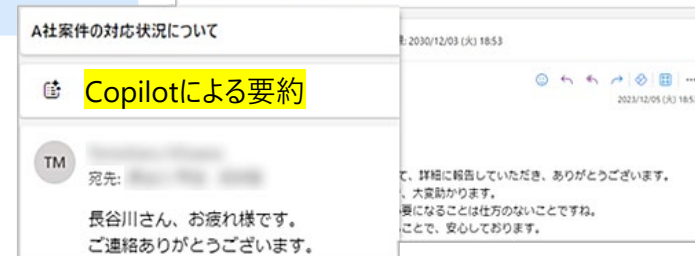 A社案件の対応状況について
Copilotによる要約
TM
宛先:
長谷川さん、お疲れ様です。
ご連絡ありがとうございます。
: 2030/12/03 (火) 18:53
2023/12/05 (火) 18:5
て、詳細に報告していただき、ありがとうございます。
、大変助かります。
要になることは仕方のないことですね。
ことで、安心しております。